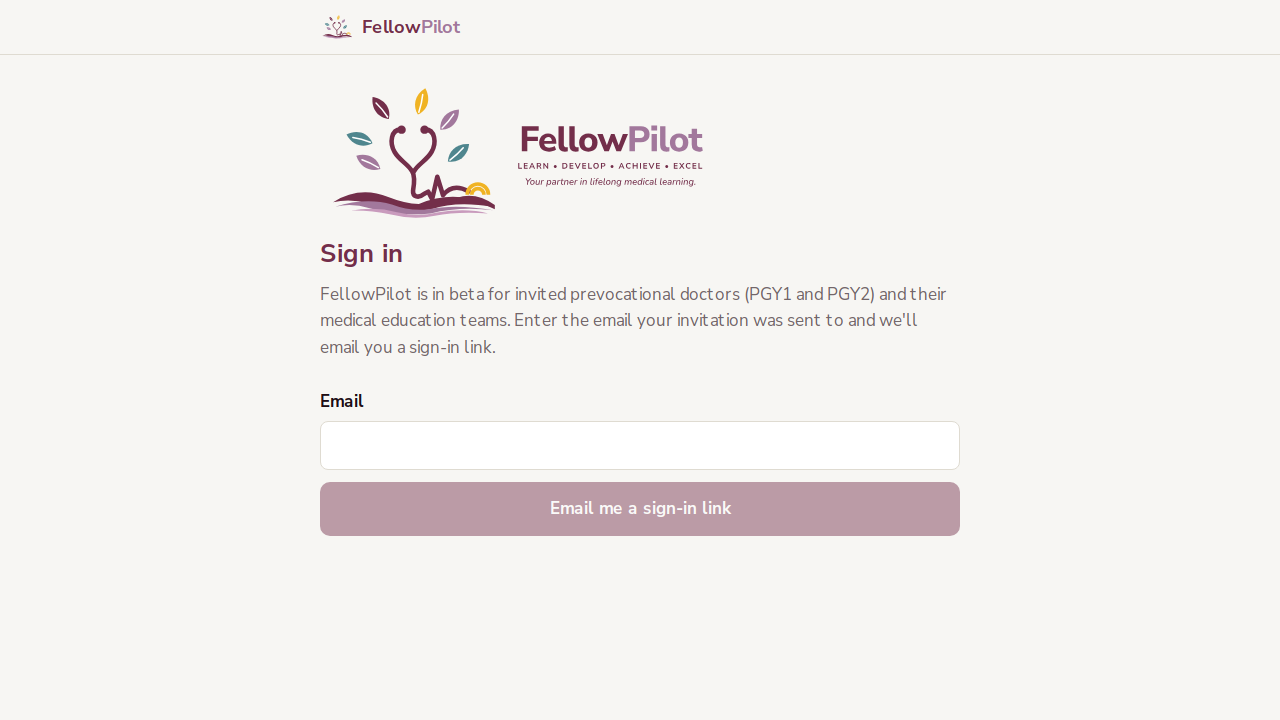 FellowPilot
FellowPilot
LEARN • DEVELOP • ACHIEVE • EXCEL
Your partner in lifelong medical learning.
Sign in
FellowPilot is in beta for invited prevocational doctors (PGY1 and PGY2) and their
medical education teams. Enter the email your invitation was sent to and we'll
email you a sign-in link.
Email
Email me a sign-in link